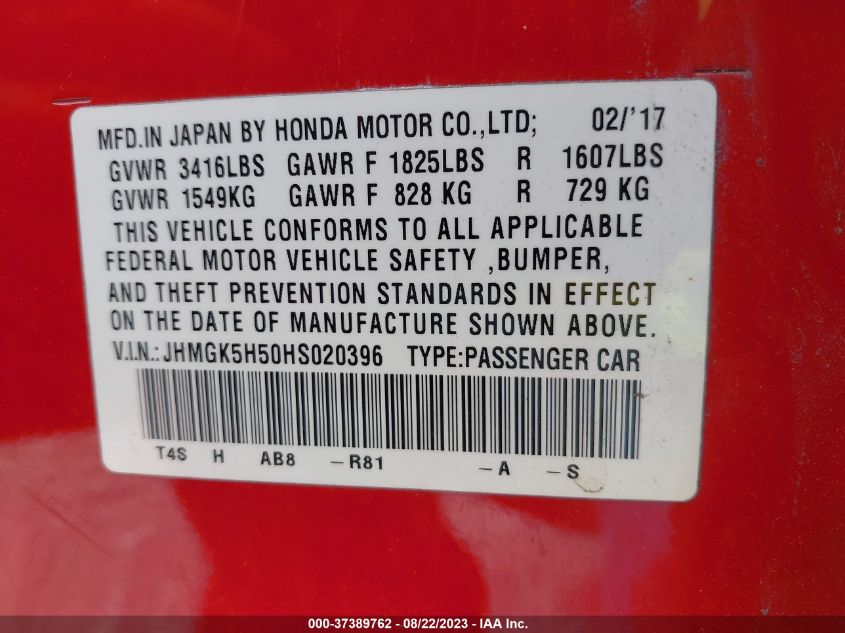 MFD.IN JAPAN BY HONDA MOTOR CO.,LTD; 02/'17
GVWR 3416LBS GAWR F 1825LBS R 1607LBS
GVWR 1549KG GAWR F 828 KG R 729 KG
THIS VEHICLE CONFORMS TO ALL APPLICABLE
FEDERAL MOTOR VEHICLE SAFETY ,BUMPER,
AND THEFT PREVENTION STANDARDS IN EFFECT
ON THE DATE OF MANUFACTURE SHOWN ABOVE.
V.I.N.: JHMGK5H50HS020396 TYPE:PASSENGER CAR
T4S H AB8 -R81 -A -S
000-37389762 - 08/22/2023 - IAA Inc.